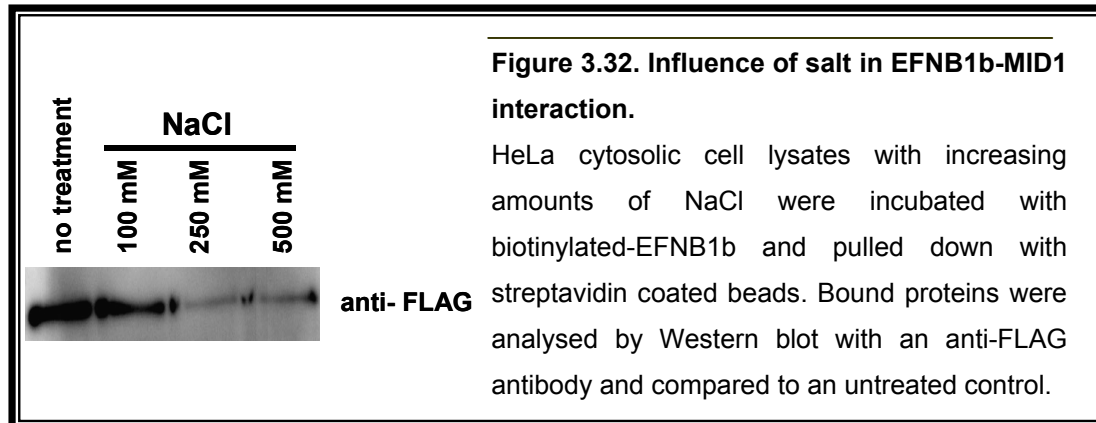 no treatment
NaCl
100 mM
250 mM
500 mM
anti- FLAG
Figure 3.32. Influence of salt in EFNB1b-MID1
interaction.
HeLa cytosolic cell lysates with increasing
amounts of NaCl were incubated with
biotinylated-EFNB1b and pulled down with
streptavidin coated beads. Bound proteins were
analysed by Western blot with an anti-FLAG
antibody and compared to an untreated control.